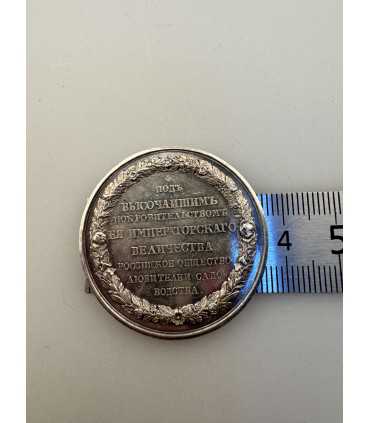 ПОДЪ
ВЫСОЧАЙШИМЪ
ПОКРОВИТЕЛЬСТВОМЪ
ЕЯ ИМПЕРАТОРСКАГО
ВЕЛИЧЕСТВА
РОССІЙСКОЕ ОБЩЕСТВО
ЛЮБИТЕЛЕЙ САДО
ВОДСТВА.
4 5